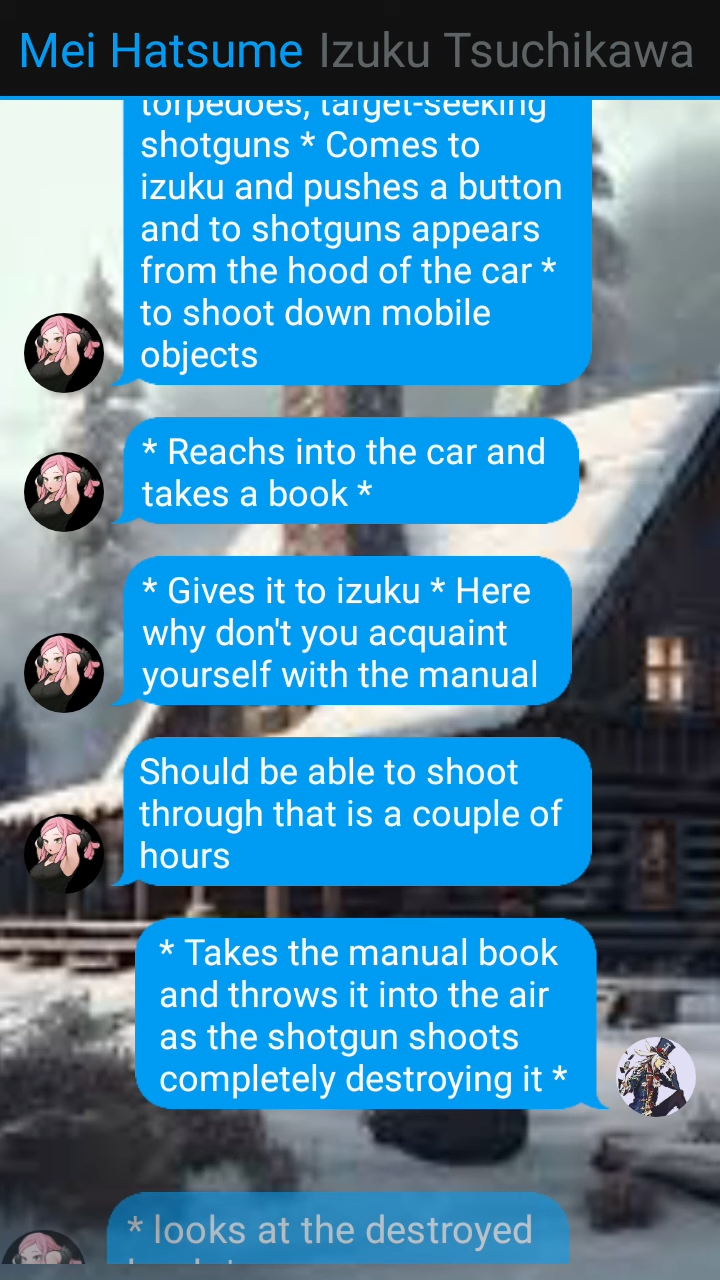 Mei Hatsume Izuku Tsuchikawa
torpedoes, target-seeking
shotguns * Comes to
izuku and pushes a button
and to shotguns appears
from the hood of the car *
to shoot down mobile
objects
* Reachs into the car and
takes a book *
* Gives it to izuku * Here
why don't you acquaint
yourself with the manual
Should be able to shoot
through that is a couple of
hours
* Takes the manual book
and throws it into the air
as the shotgun shoots
completely destroying it *
* looks at the destroyed